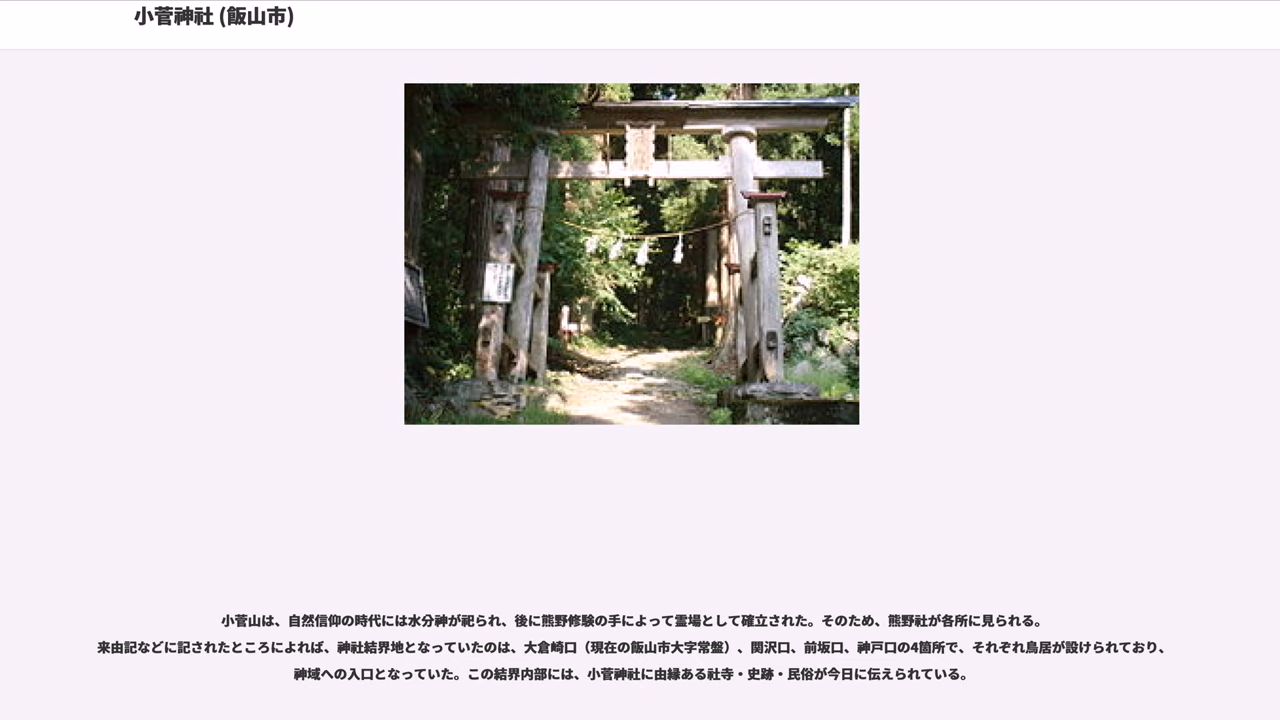 小菅神社 (飯山市)
小菅山は、自然信仰の時代には水分神が祀られ、後に熊野修験の手によって霊場として確立された。そのため、熊野社が各所に見られる。
来由記などに記されたところによれば、神社結界地となっていたのは、大倉崎口（現在の飯山市大字常盤）、関沢口、前坂口、神戸口の4箇所で、それぞれ鳥居が設けられており、
神域への入口となっていた。この結界内部には、小菅神社に由縁ある社寺・史跡・民俗が今日に伝えられている。